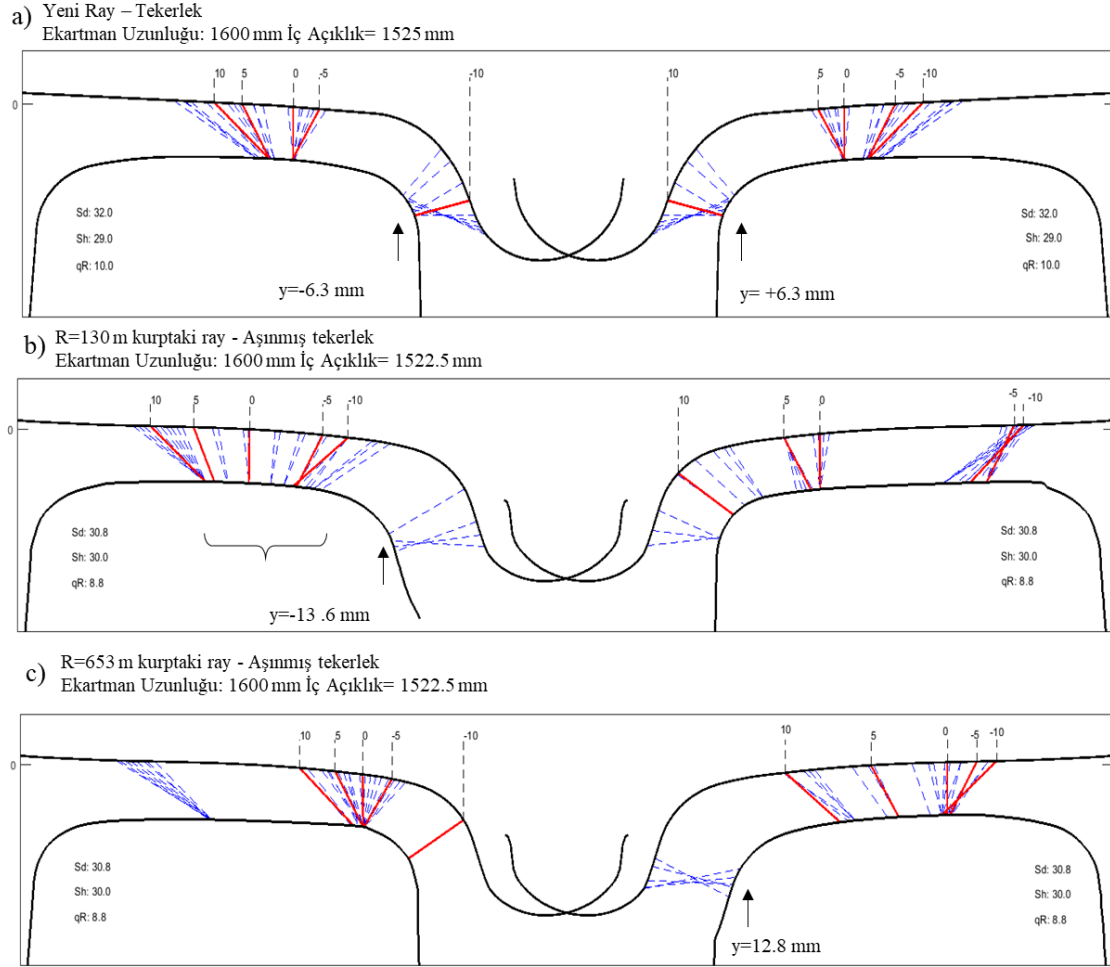 a) Yeni Ray – Tekerlek
Ekartman Uzunluğu: 1600 mm İç Açıklık= 1525 mm
10 5 0 -5 -10 10 5 0 -5 -10
0
Sd: 32.0
Sh: 29.0
qR: 10.0
Sd: 32.0
Sh: 29.0
qR: 10.0
y=-6.3 mm
y= +6.3 mm
b) R=130 m kurptaki ray - Aşınmış tekerlek
Ekartman Uzunluğu: 1600 mm İç Açıklık= 1522.5 mm
10 5 0 -5 -10 10 5 0 -5 -10
0
Sd: 30.8
Sh: 30.0
qR: 8.8
Sd: 30.8
Sh: 30.0
qR: 8.8
y=-13 .6 mm
c) R=653 m kurptaki ray - Aşınmış tekerlek
Ekartman Uzunluğu: 1600 mm İç Açıklık= 1522.5 mm
10 5 0 -5 -10 10 5 0 -5 -10
0
Sd: 30.8
Sh: 30.0
qR: 8.8
Sd: 30.8
Sh: 30.0
qR: 8.8
y=12.8 mm